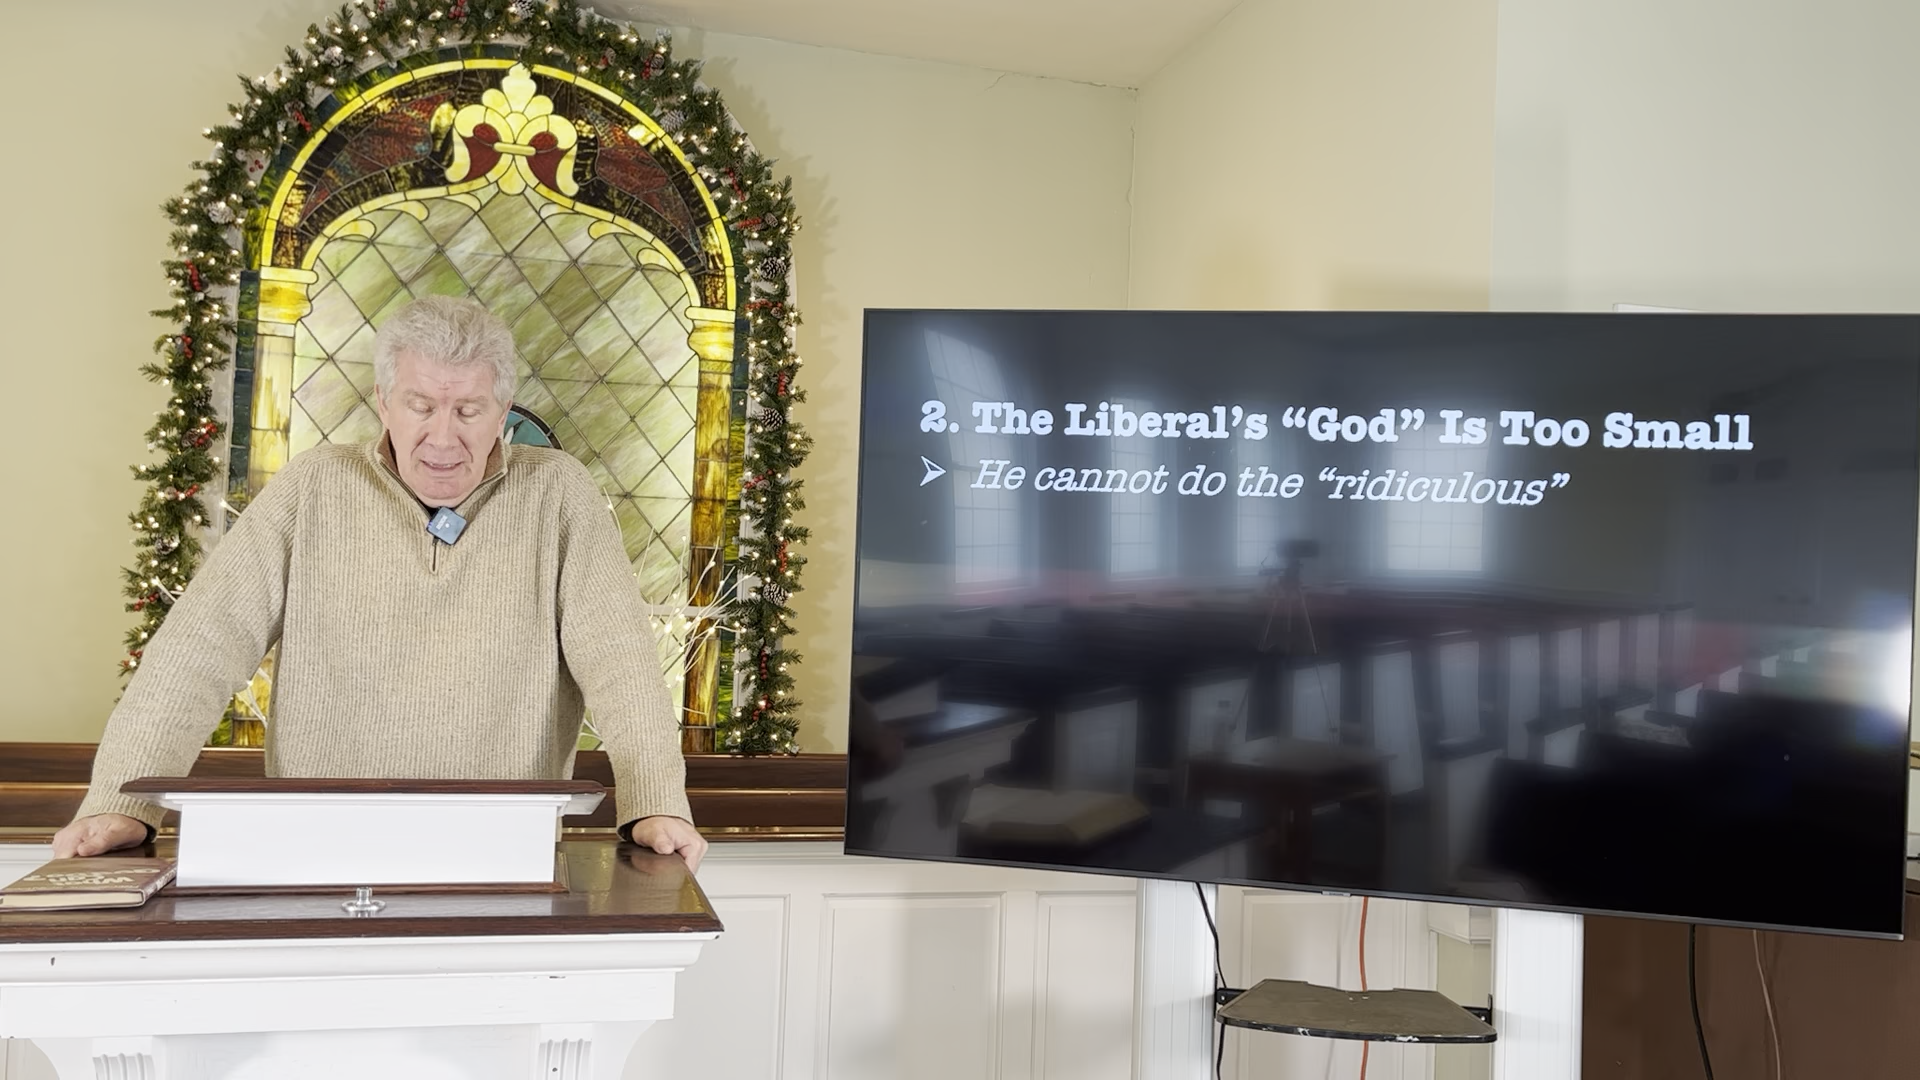 2. The Liberal's “God” Is Too Small
⮚ He cannot do the “ridiculous”